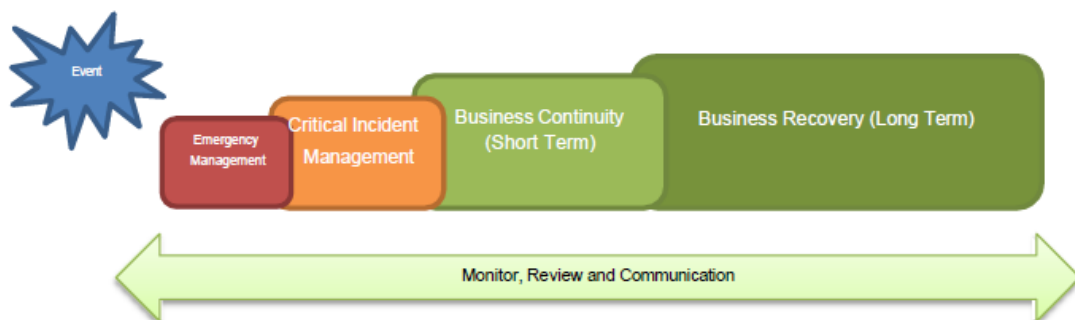 Event
Emergency
Management
Critical Incident
Management
Business Continuity
(Short Term)
Business Recovery (Long Term)
Monitor, Review and Communication